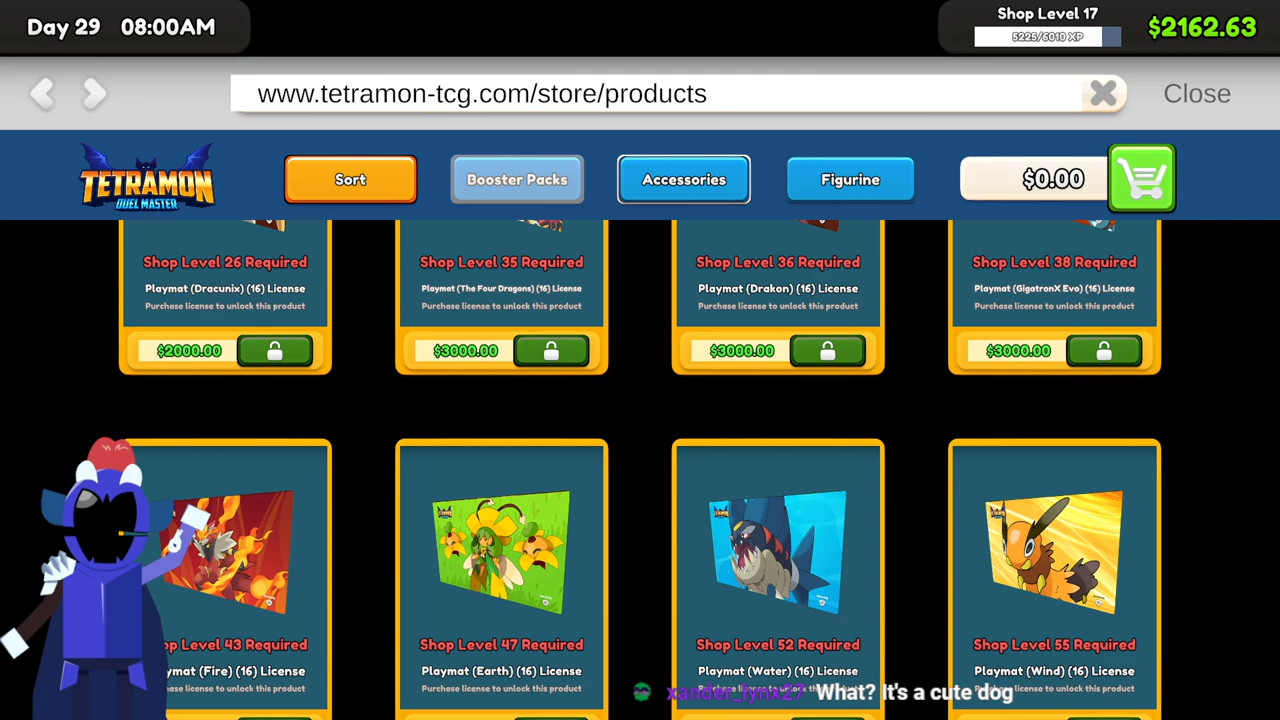 Day 29 08:00AM
Shop Level 17
5225/6010 XP
$2162.63
www.tetramon-tcg.com/store/products
Close
TETRAMON
DUEL MASTER
Sort
Booster Packs
Accessories
Figurine
$0.00
Shop Level 26 Required
Playmat (Dracunix) (16) License
Purchase license to unlock this product
$2000.00
Shop Level 35 Required
Playmat (The Four Dragons) (16) License
Purchase license to unlock this product
$3000.00
Shop Level 36 Required
Playmat (Drakon) (16) License
Purchase license to unlock this product
$3000.00
Shop Level 38 Required
Playmat (GigatronX Evo) (16) License
Purchase license to unlock this product
$3000.00
op Level 43 Required
ymat (Fire) (16) License
chase license to unlock this product
Shop Level 47 Required
Playmat (Earth) (16) License
Purchase license to unlock this product
Shop Level 52 Required
Playmat (Water) (16) License
Shop Level 55 Required
Playmat (Wind) (16) License
Purchase license to unlock this product
xander_lynx27 What? It's a cute dog